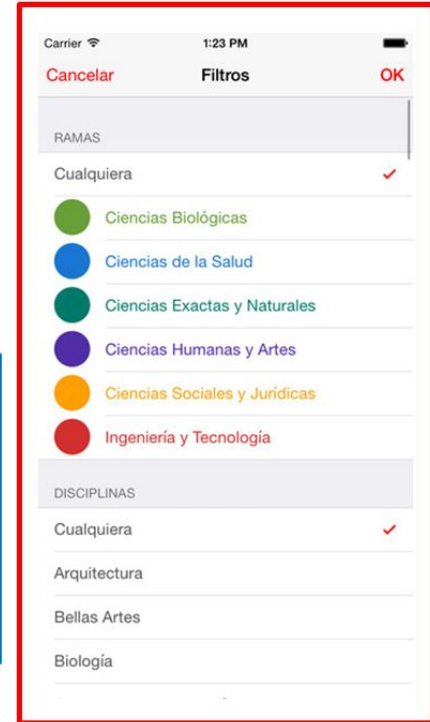 Carrier 1:23 PM
Cancelar Filtros OK
RAMAS
Cualquiera
Ciencias Biológicas
Ciencias de la Salud
Ciencias Exactas y Naturales
Ciencias Humanas y Artes
Ciencias Sociales y Jurídicas
Ingeniería y Tecnología
DISCIPLINAS
Cualquiera
Arquitectura
Bellas Artes
Biología